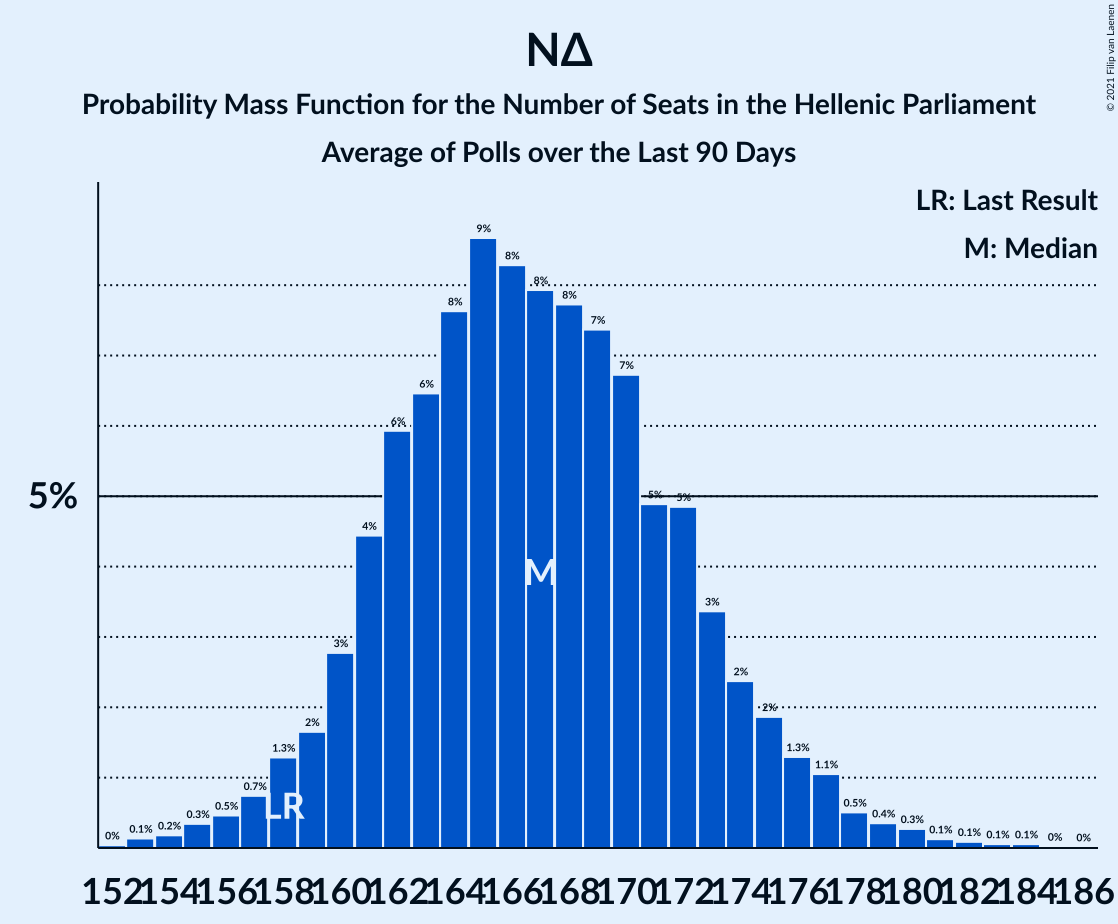 ΝΔ
Probability Mass Function for the Number of Seats in the Hellenic Parliament
Average of Polls over the Last 90 Days
© 2021 Filip van Laenen
LR: Last Result
M: Median
5%
0% 0.1% 0.2% 0.3% 0.5% 0.7% 1.3% 2% 3% 4% 6% 6% 8% 9% 8% 8% 8% 7% 7% 5% 5% 3% 2% 2% 1.3% 1.1% 0.5% 0.4% 0.3% 0.1% 0.1% 0.1% 0.1% 0% 0%
M
LR
152 154 156 158 160 162 164 166 168 170 172 174 176 178 180 182 184 186